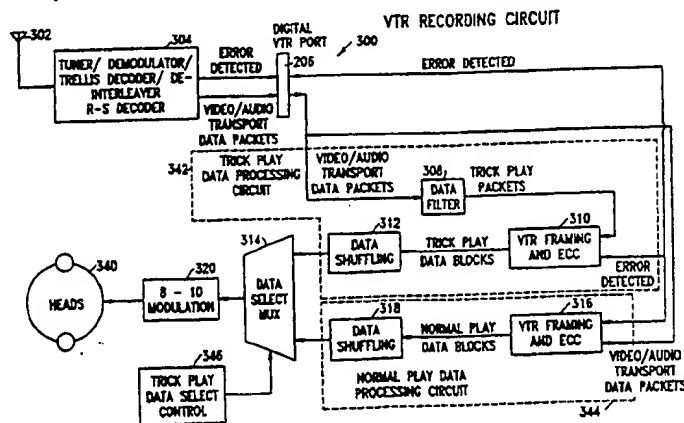 VTR RECORDING CIRCUIT
300
302
304
TUNER/ DEMODULATOR/
TRELLIS DECODER/ DE-
INTERLEAVER
R-S DECODER
ERROR
DETECTED
DIGITAL
VTR PORT
206
ERROR DETECTED
VIDEO/AUDIO
TRANSPORT
DATA PACKETS
342
TRICK PLAY
DATA PROCESSING
CIRCUIT
VIDEO/AUDIO
TRANSPORT
DATA PACKETS
308
DATA
FILTER
TRICK PLAY
PACKETS
312
DATA
SHUFFLING
TRICK PLAY
DATA BLOCKS
310
VTR FRAMING
AND ECC
ERROR
DETECTED
314
DATA
SELECT
MUX
340
HEADS
320
8 - 10
MODULATION
318
DATA
SHUFFLING
NORMAL PLAY
DATA BLOCKS
316
VTR FRAMING
AND ECC
346
TRICK PLAY
DATA SELECT
CONTROL
NORMAL PLAY DATA
PROCESSING CIRCUIT
VIDEO/AUDIO
TRANSPORT
DATA PACKETS
344